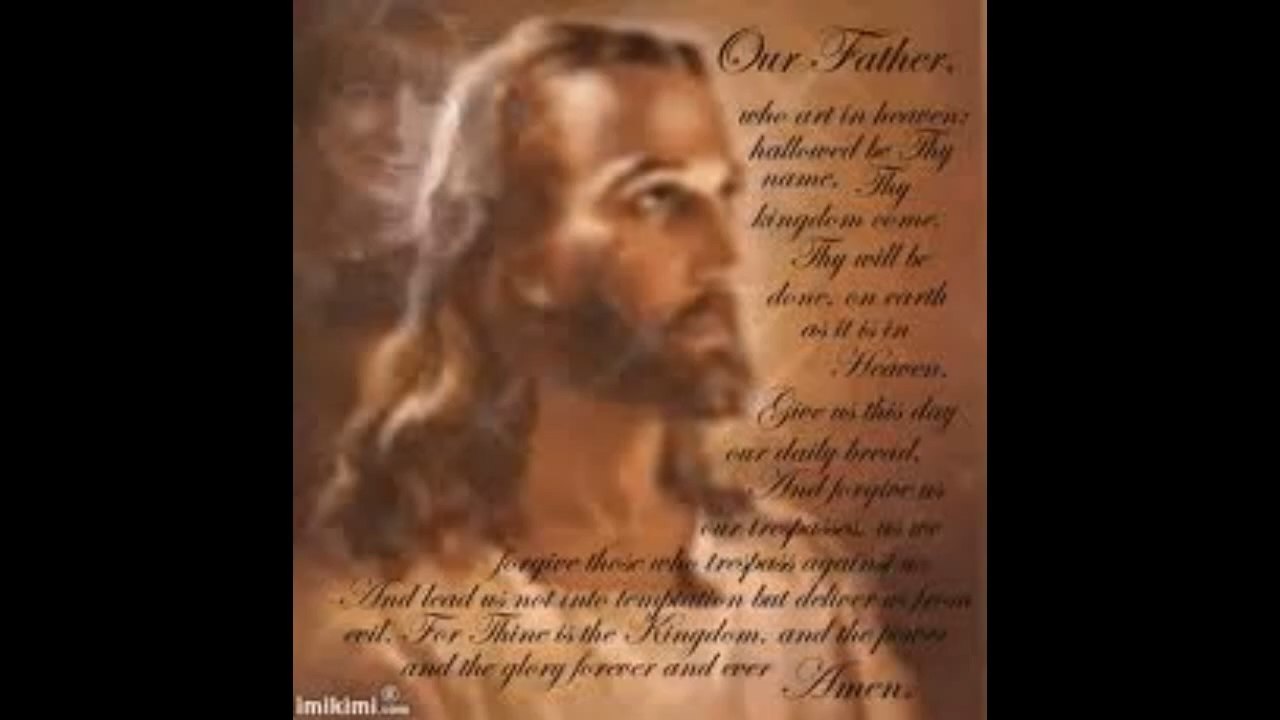 Our Father,
who art in heaven;
hallowed be Thy
name. Thy
kingdom come.
Thy will be
done, on earth
as it is in
Heaven.
Give us this day
our daily bread,
And forgive us
our trespasses, as we
forgive those who trespass against us
And lead us not into temptation but deliver us from
evil. For Thine is the Kingdom, and the power
and the glory forever and ever
Amen.
imikimi®.com